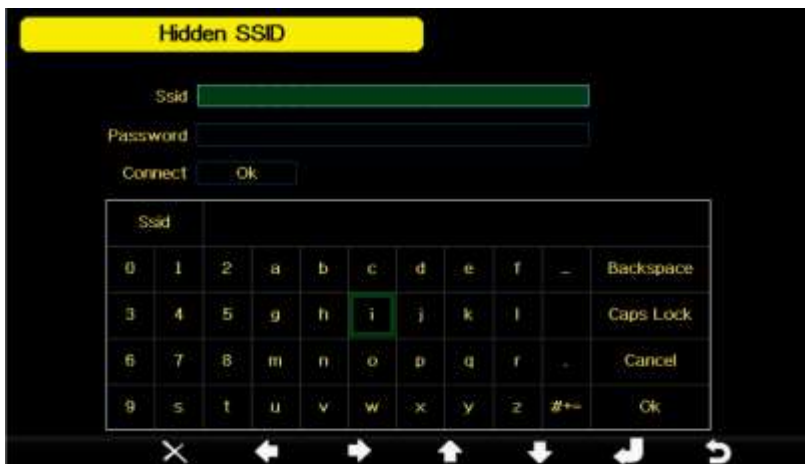 Hidden SSID
Ssid
Password
Connect Ok
Ssid
0 1 2 a b c d e f _ Backspace
3 4 5 g h i j k l Caps Lock
6 7 8 m n o p q r . Cancel
9 s t u v w x y z #+= Ok